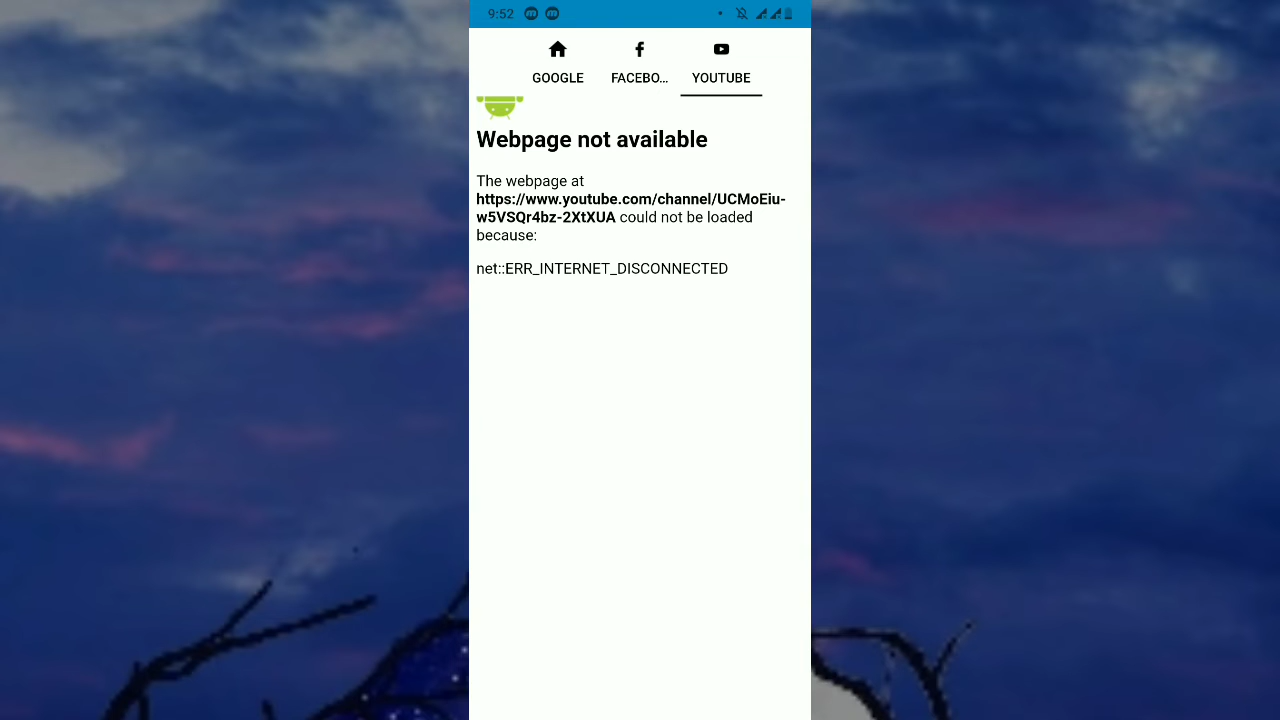 9:52
GOOGLE FACEBO... YOUTUBE
Webpage not available
The webpage at
https://www.youtube.com/channel/UCMoEiu-
w5VSQr4bz-2XtXUA could not be loaded
because:
net::ERR_INTERNET_DISCONNECTED